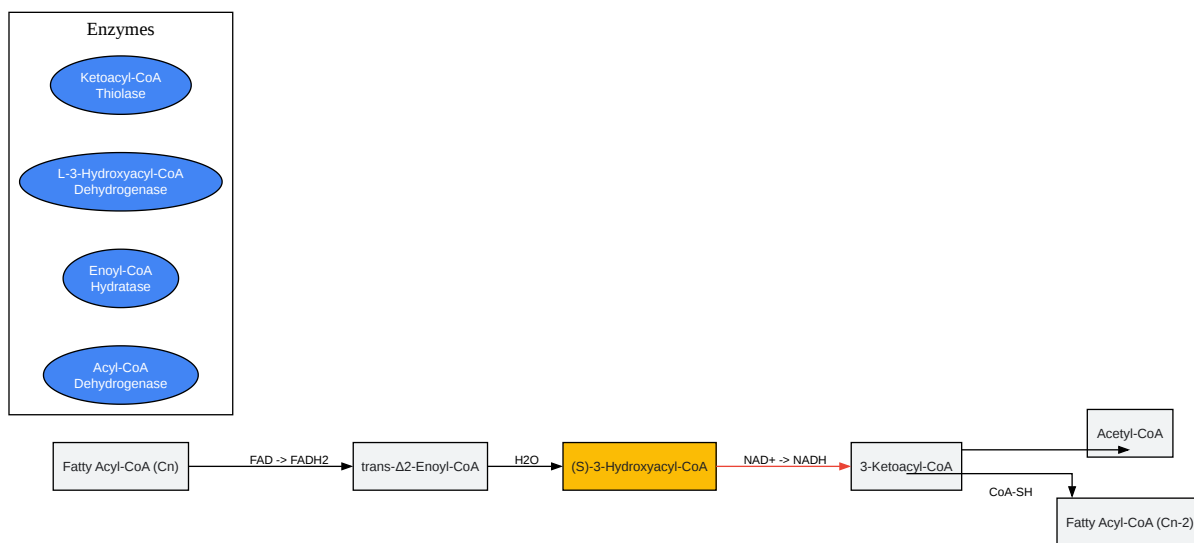 Enzymes
Ketoacyl-CoA
Thiolase
L-3-Hydroxyacyl-CoA
Dehydrogenase
Enoyl-CoA
Hydratase
Acyl-CoA
Dehydrogenase
Fatty Acyl-CoA (Cn)
FAD -> FADH2
trans-Δ2-Enoyl-CoA
H2O
(S)-3-Hydroxyacyl-CoA
NAD+ -> NADH
3-Ketoacyl-CoA
Acetyl-CoA
CoA-SH
Fatty Acyl-CoA (Cn-2)